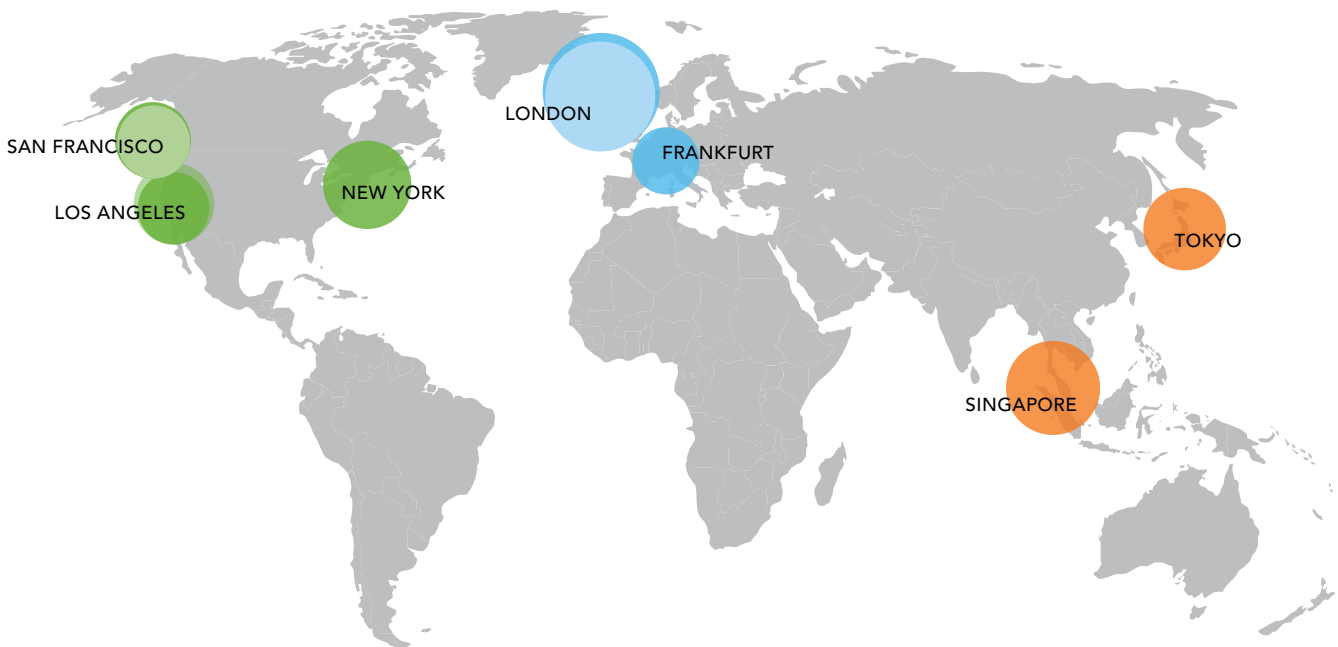 LONDON
SAN FRANCISCO
FRANKFURT
NEW YORK
LOS ANGELES
TOKYO
SINGAPORE